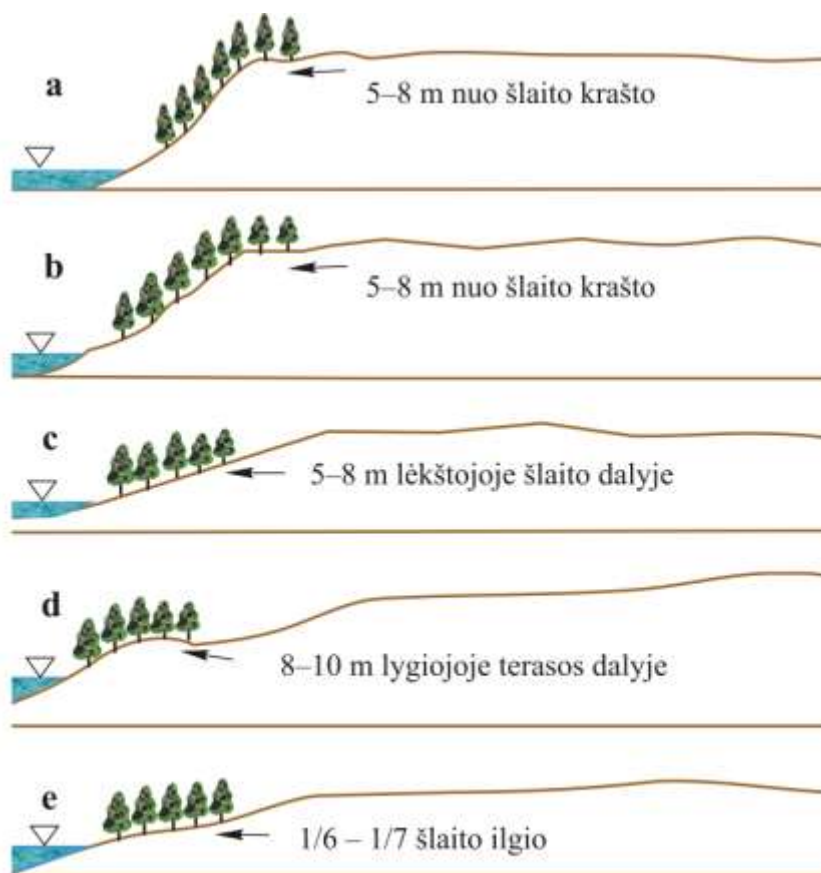 a
5–8 m nuo šlaito krašto
b
5–8 m nuo šlaito krašto
c
5–8 m lėkštojoje šlaito dalyje
d
8–10 m lygiojoje terasos dalyje
e
1/6 – 1/7 šlaito ilgio